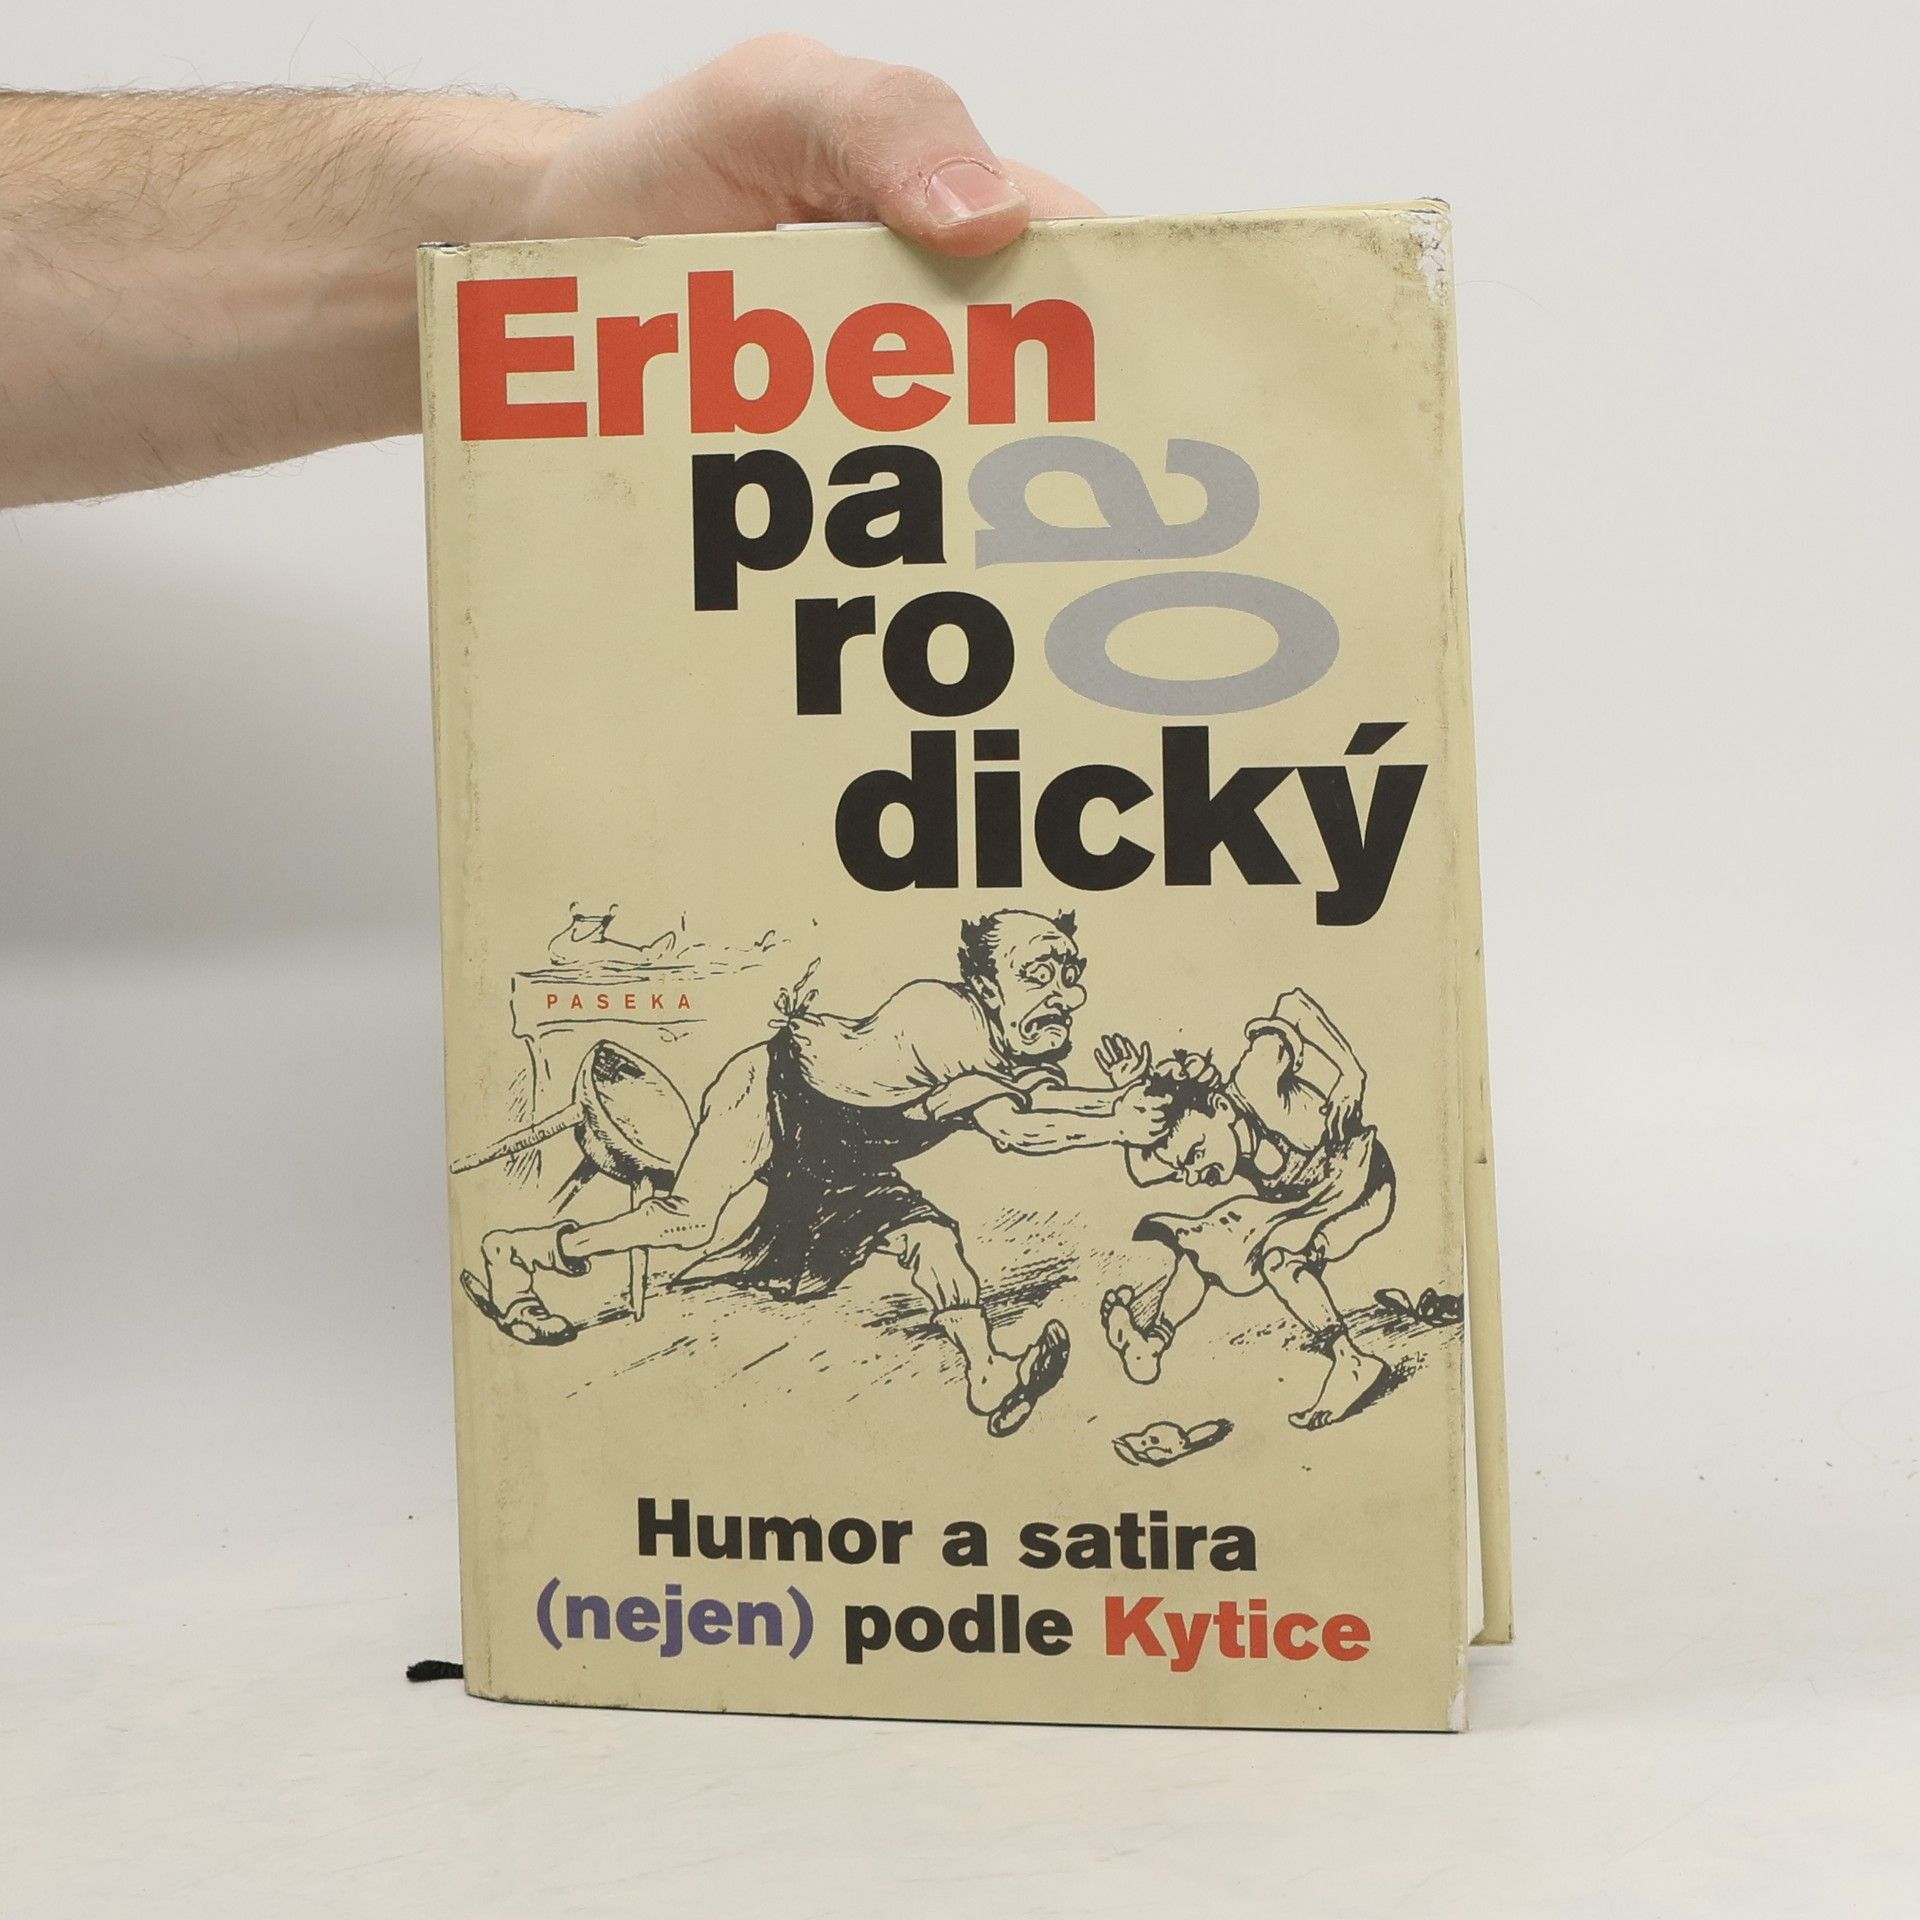 Erben
pa a
ro o
dický
PASEKA
Humor a satira
(nejen) podle Kytice